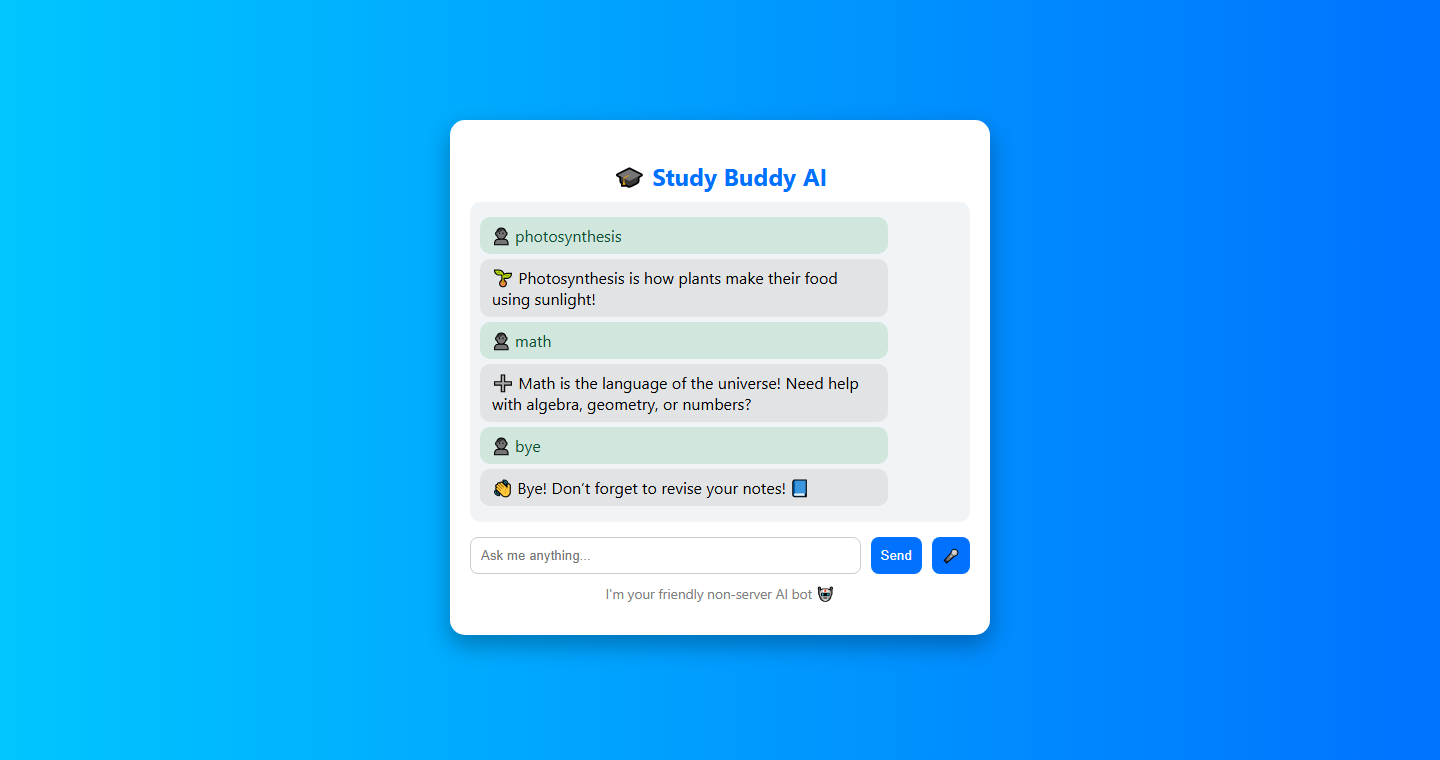 🎓 Study Buddy AI
👤 photosynthesis
🌱 Photosynthesis is how plants make their food
using sunlight!
👤 math
➕ Math is the language of the universe! Need help
with algebra, geometry, or numbers?
👤 bye
👋 Bye! Don’t forget to revise your notes! 📘
Ask me anything...
Send
🎤
I'm your friendly non-server AI bot 🤖